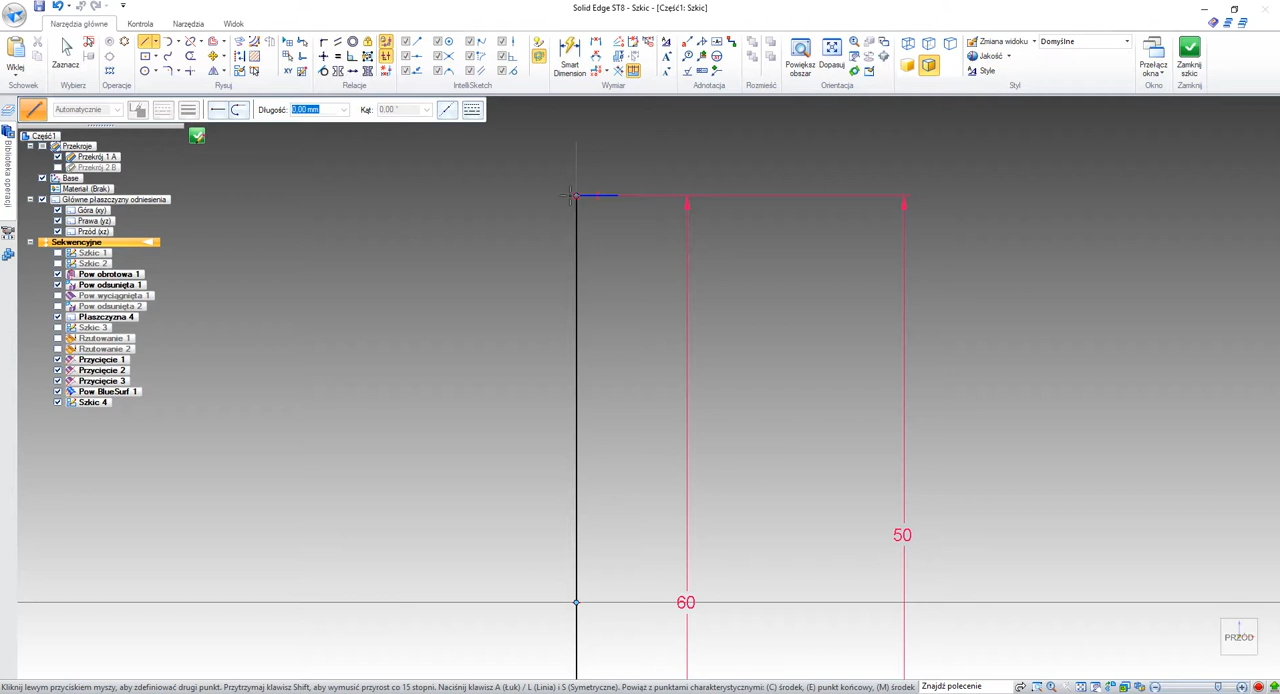 Solid Edge ST8 - Szkic - [Część1: Szkic]
Narzędzia główne
Kontrola
Narzędzia
Widok
Wklej
Zaznacz
Smart Dimension
Powiększ obszar
Dopasuj
Zmiana widoku
Domyślne
Jakość
Style
Przełącz okna
Zamknij szkic
Schowek
Wybierz
Operacje
Rysuj
Relacje
IntelliSketch
Wymiar
Adnotacja
Rozmieść
Orientacja
Styl
Okno
Zamknij
Automatycznie
Długość: 0.00 mm
Kąt: 0.00 °
Biblioteka operacji
Część1
Przekroje
Przekrój 1 A
Przekrój 2 B
Base
Materiał (Brak)
Główne płaszczyzny odniesienia
Góra (xy)
Prawa (yz)
Przód (xz)
Sekwencyjne
Szkic 1
Szkic 2
Pow obrotowa 1
Pow odsunięta 1
Pow wyciągnięta 1
Pow odsunięta 2
Płaszczyzna 4
Szkic 3
Rzutowanie 1
Rzutowanie 2
Przycięcie 1
Przycięcie 2
Przycięcie 3
Pow BlueSurf 1
Szkic 4
50
60
PRZÓD
Kliknij lewym przyciskiem myszy, aby zdefiniować drugi punkt. Przytrzymaj klawisz Shift, aby wymusić przyrost co 15 stopni. Naciśnij klawisz A (Łuk) / L (Linia) i S (Symetryczne). Powiąż z punktami charakterystycznymi: (C) środek, (E) punkt końcowy, (M) środek
Znajdź polecenie